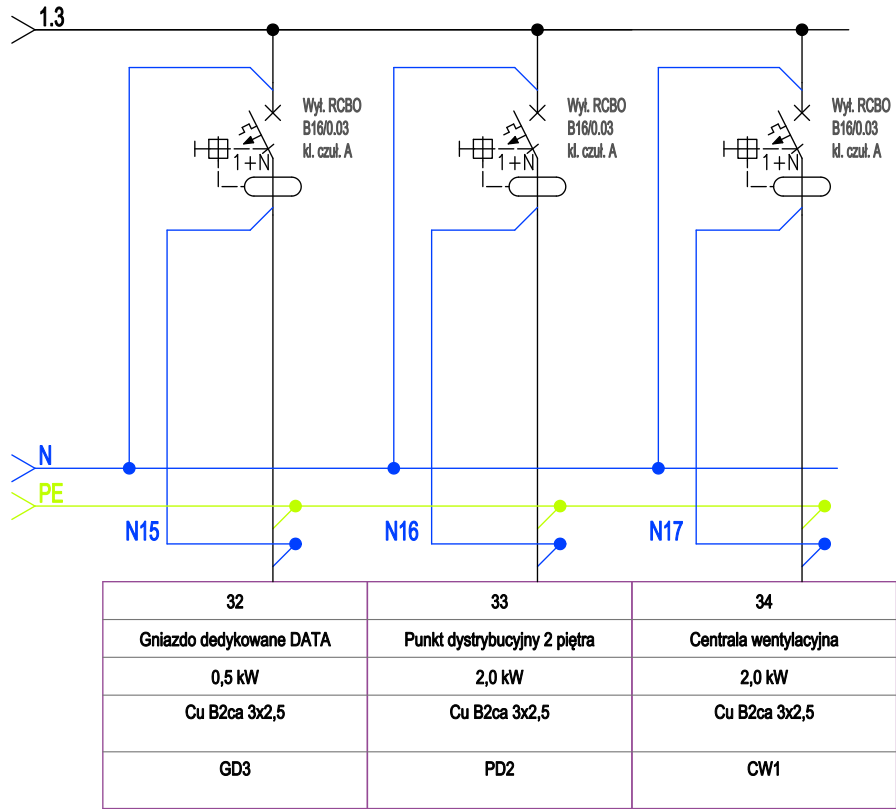 1.3
Wył. RCBO
B16/0.03
kl. czuł. A
1+N
Wył. RCBO
B16/0.03
kl. czuł. A
1+N
Wył. RCBO
B16/0.03
kl. czuł. A
1+N
N
PE
N15
N16
N17
32 33 34
Gniazdo dedykowane DATA Punkt dystrybucyjny 2 piętra Centrala wentylacyjna
0,5 kW 2,0 kW 2,0 kW
Cu B2ca 3x2,5 Cu B2ca 3x2,5 Cu B2ca 3x2,5
GD3 PD2 CW1